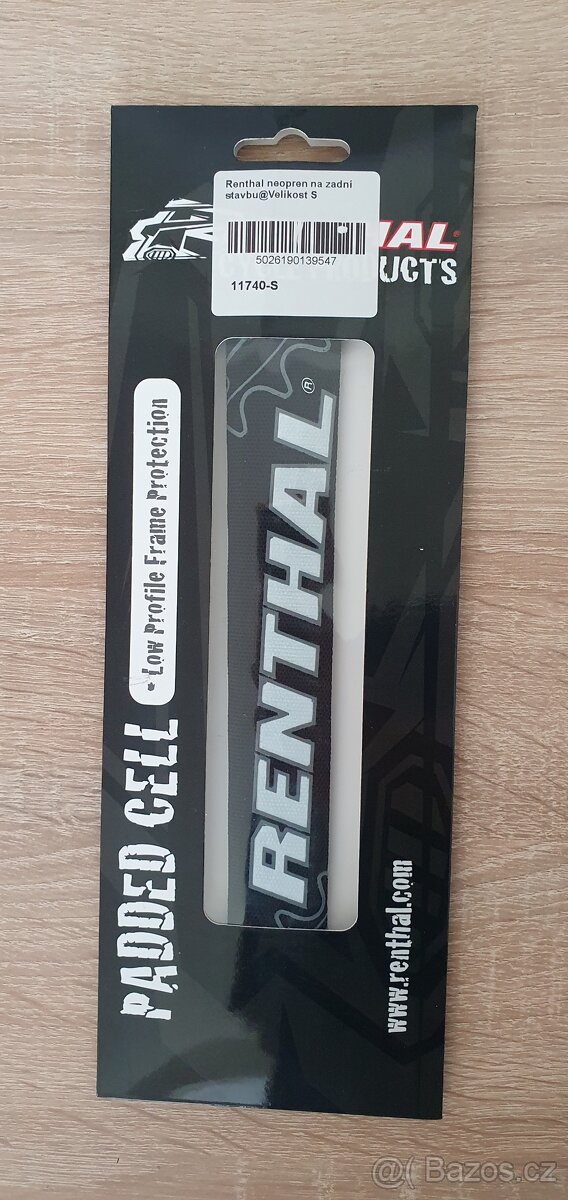 Renthal neopren na zadní
stavbu@Velikost S
5026190139547
11740-S
HAL®
UCTS
RENTHAL®
• Low Profile Frame Protection
PADDED CELL
www.renthal.com
@( Bazoš.cz